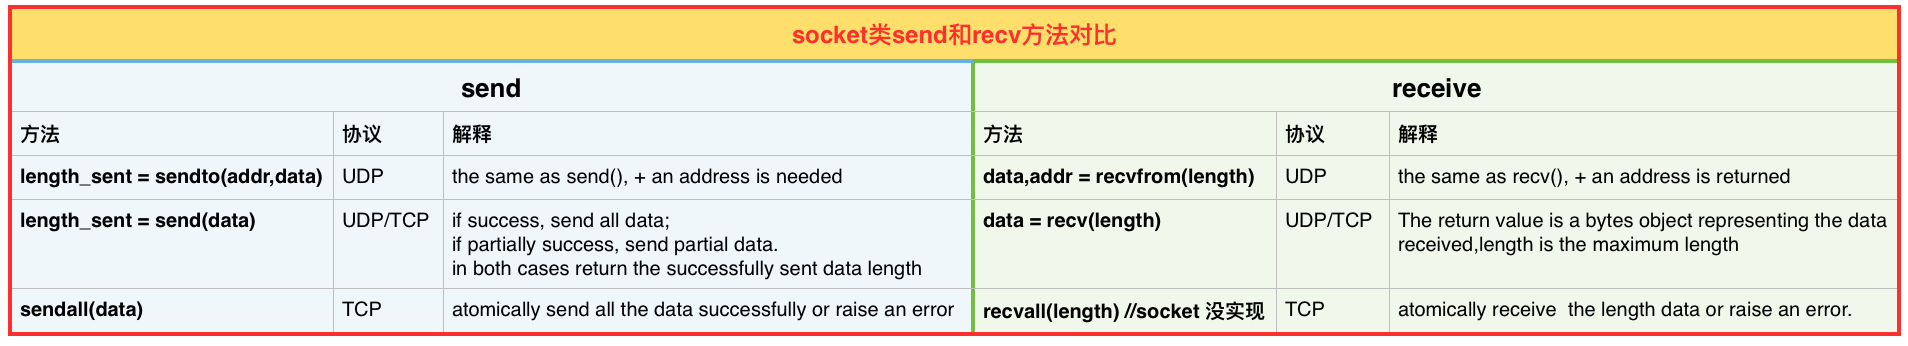 socket类send和recv方法对比
send
receive
方法
协议
解释
方法
协议
解释
length_sent = sendto(addr,data)
UDP
the same as send(), + an address is needed
data,addr = recvfrom(length)
UDP
the same as recv(), + an address is returned
length_sent = send(data)
UDP/TCP
if success, send all data;
if partially success, send partial data.
in both cases return the successfully sent data length
data = recv(length)
UDP/TCP
The return value is a bytes object representing the data
received,length is the maximum length
sendall(data)
TCP
atomically send all the data successfully or raise an error
recvall(length) //socket 没实现
TCP
atomically receive  the length data or raise an error.